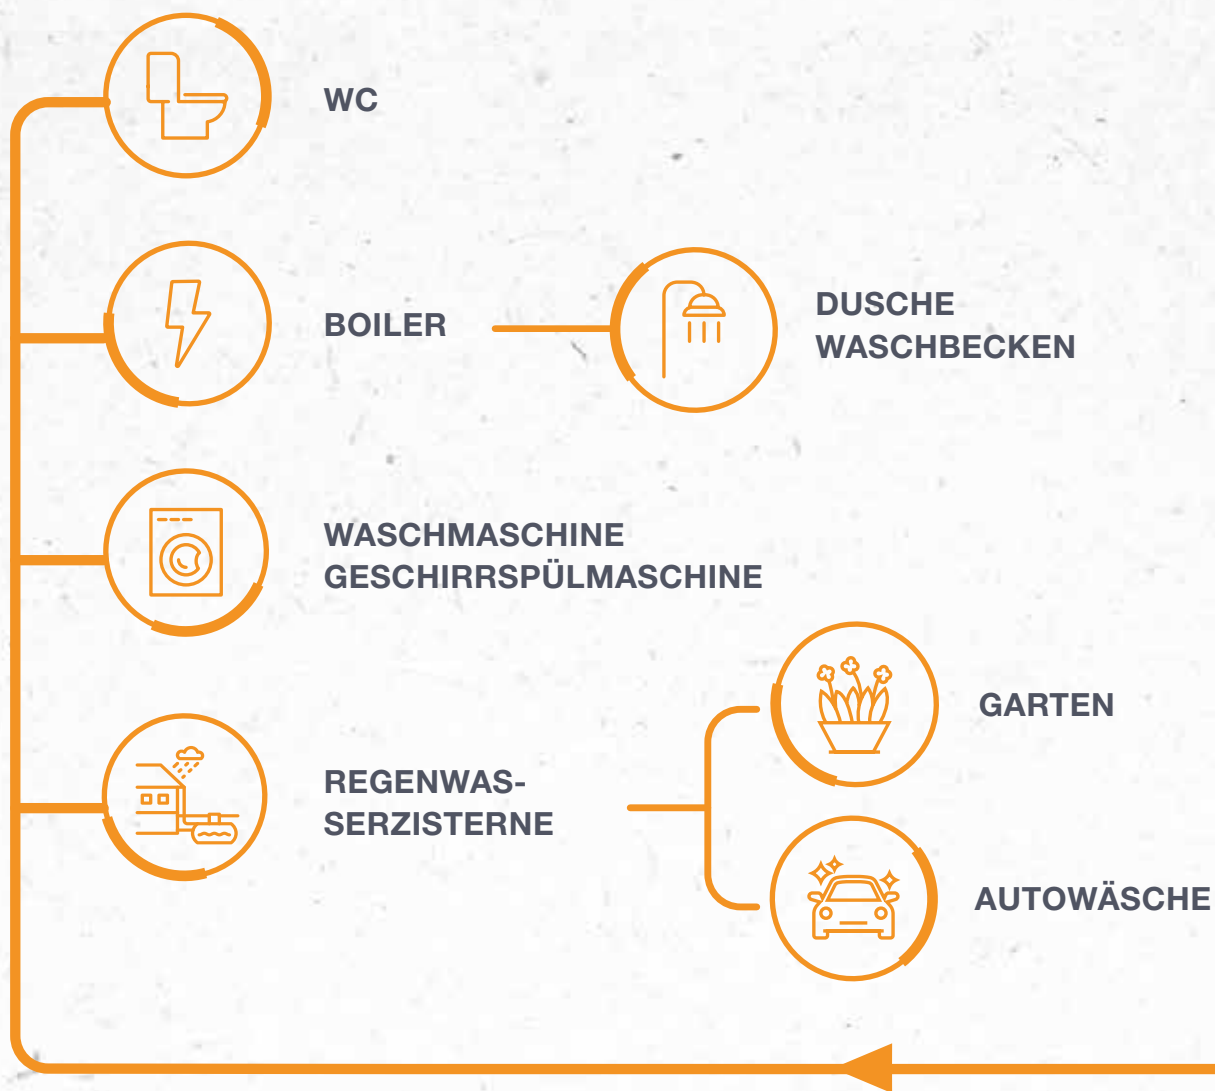 WC
BOILER
DUSCHE
WASCHBECKEN
WASCHMASCHINE
GESCHIRRSPÜLMASCHINE
REGENWAS-
SERZISTERNE
GARTEN
AUTOWÄSCHE